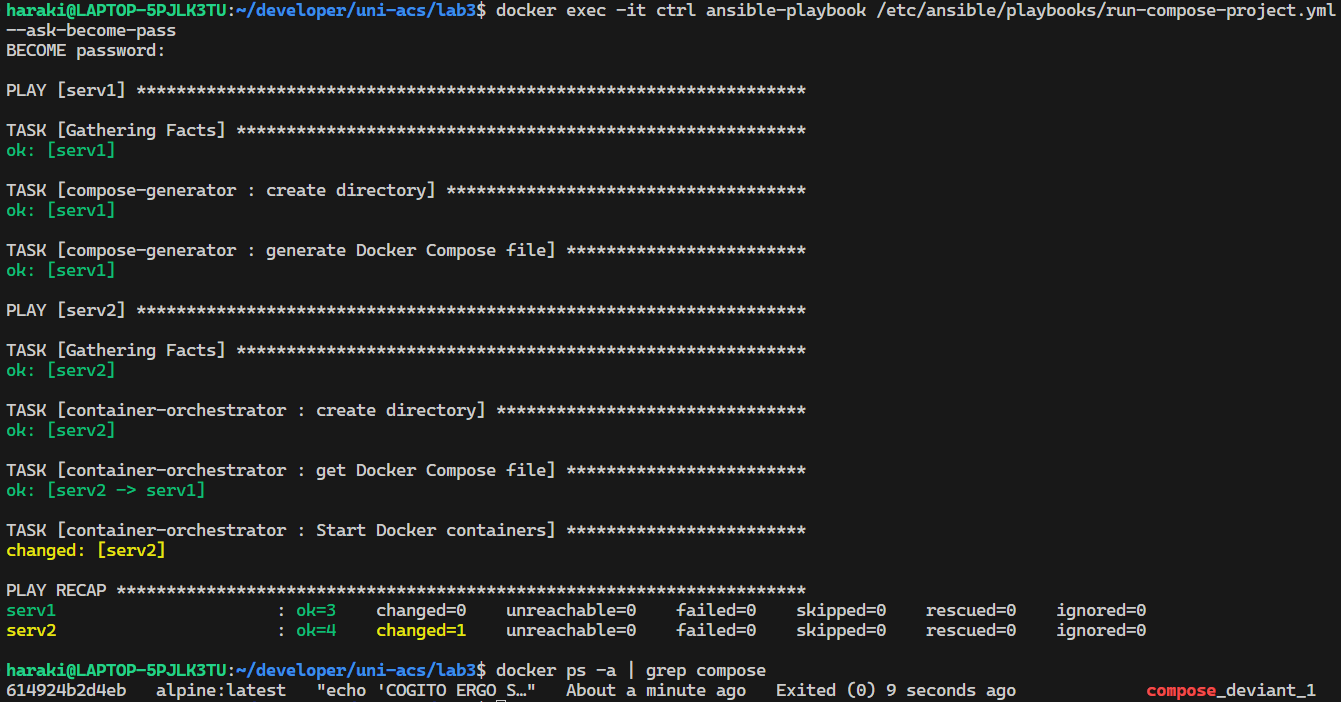 haraki@LAPTOP-5PJLK3TU:~/developer/uni-acs/lab3$ docker exec -it ctrl ansible-playbook /etc/ansible/playbooks/run-compose-project.yml
--ask-become-pass
BECOME password:
PLAY [serv1] *******************************************************************
TASK [Gathering Facts] *********************************************************
ok: [serv1]
TASK [compose-generator : create directory] ************************************
ok: [serv1]
TASK [compose-generator : generate Docker Compose file] ************************
ok: [serv1]
PLAY [serv2] *******************************************************************
TASK [Gathering Facts] *********************************************************
ok: [serv2]
TASK [container-orchestrator : create directory] *******************************
ok: [serv2]
TASK [container-orchestrator : get Docker Compose file] ************************
ok: [serv2 -> serv1]
TASK [container-orchestrator : Start Docker containers] ************************
changed: [serv2]
PLAY RECAP *********************************************************************
serv1                      : ok=3    changed=0    unreachable=0    failed=0    skipped=0    rescued=0    ignored=0
serv2                      : ok=4    changed=1    unreachable=0    failed=0    skipped=0    rescued=0    ignored=0
haraki@LAPTOP-5PJLK3TU:~/developer/uni-acs/lab3$ docker ps -a | grep compose
614924b2d4eb   alpine:latest   "echo 'COGITO ERGO S…"   About a minute ago   Exited (0) 9 seconds ago             compose_deviant_1